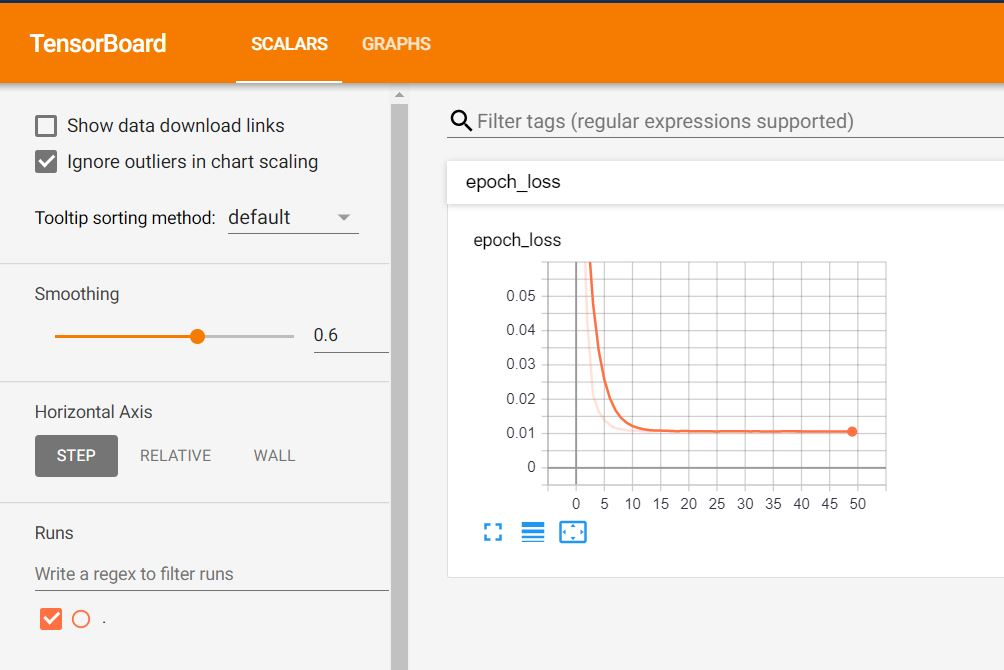 TensorBoard SCALARS GRAPHS
Show data download links
Ignore outliers in chart scaling
Tooltip sorting method: default
Smoothing
0.6
Horizontal Axis
STEP RELATIVE WALL
Runs
Write a regex to filter runs
.
Filter tags (regular expressions supported)
epoch_loss
epoch_loss
0.05
0.04
0.03
0.02
0.01
0
0 5 10 15 20 25 30 35 40 45 50